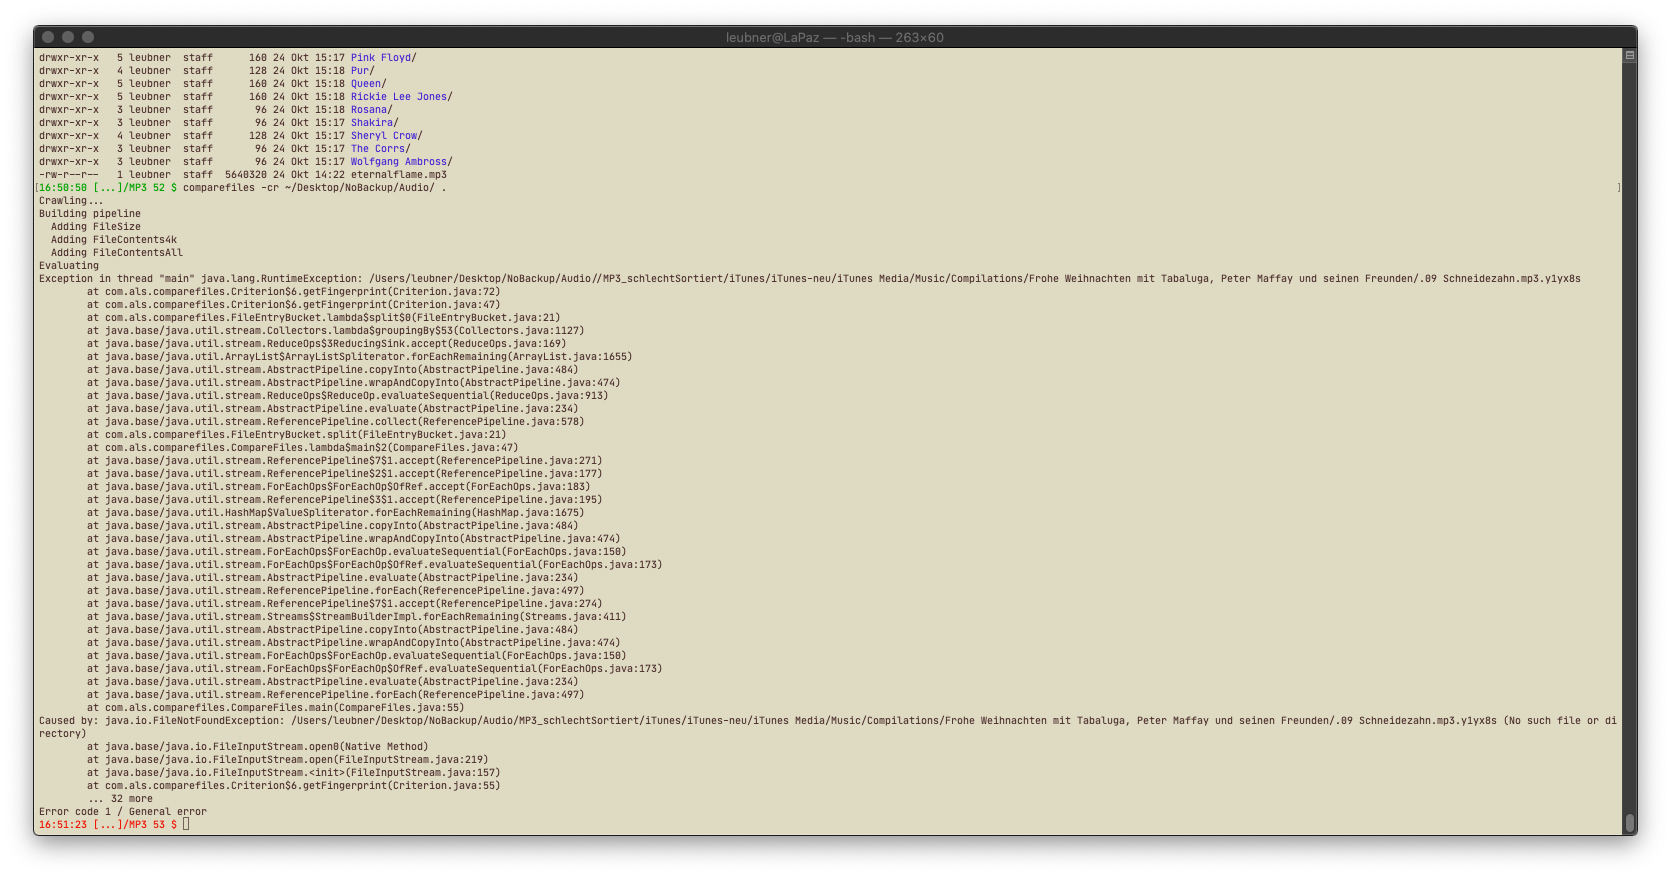 leubner@LaPaz — -bash — 263×60
drwxr-xr-x   5 leubner  staff      160 24 Okt 15:17 Pink Floyd/
drwxr-xr-x   4 leubner  staff      128 24 Okt 15:18 Pur/
drwxr-xr-x   5 leubner  staff      160 24 Okt 15:18 Queen/
drwxr-xr-x   5 leubner  staff      160 24 Okt 15:18 Rickie Lee Jones/
drwxr-xr-x   3 leubner  staff       96 24 Okt 15:18 Rosana/
drwxr-xr-x   3 leubner  staff       96 24 Okt 15:17 Shakira/
drwxr-xr-x   4 leubner  staff      128 24 Okt 15:17 Sheryl Crow/
drwxr-xr-x   3 leubner  staff       96 24 Okt 15:17 The Corrs/
drwxr-xr-x   3 leubner  staff       96 24 Okt 15:17 Wolfgang Ambross/
-rw-r--r--   1 leubner  staff  5640320 24 Okt 14:22 eternalflame.mp3
[16:50:50 [...]/MP3 52 $ comparefiles -cr ~/Desktop/NoBackup/Audio/ . ]
Crawling...
Building pipeline
  Adding FileSize
  Adding FileContents4k
  Adding FileContentsAll
Evaluating
Exception in thread "main" java.lang.RuntimeException: /Users/leubner/Desktop/NoBackup/Audio//MP3_schlechtSortiert/iTunes/iTunes-neu/iTunes Media/Music/Compilations/Frohe Weihnachten mit Tabaluga, Peter Maffay und seinen Freunden/.09 Schneidezahn.mp3.y1yx8s
        at com.als.comparefiles.Criterion$6.getFingerprint(Criterion.java:72)
        at com.als.comparefiles.Criterion$6.getFingerprint(Criterion.java:47)
        at com.als.comparefiles.FileEntryBucket.lambda$split$0(FileEntryBucket.java:21)
        at java.base/java.util.stream.Collectors.lambda$groupingBy$53(Collectors.java:1127)
        at java.base/java.util.stream.ReduceOps$3ReducingSink.accept(ReduceOps.java:169)
        at java.base/java.util.ArrayList$ArrayListSpliterator.forEachRemaining(ArrayList.java:1655)
        at java.base/java.util.stream.AbstractPipeline.copyInto(AbstractPipeline.java:484)
        at java.base/java.util.stream.AbstractPipeline.wrapAndCopyInto(AbstractPipeline.java:474)
        at java.base/java.util.stream.ReduceOps$ReduceOp.evaluateSequential(ReduceOps.java:913)
        at java.base/java.util.stream.AbstractPipeline.evaluate(AbstractPipeline.java:234)
        at java.base/java.util.stream.ReferencePipeline.collect(ReferencePipeline.java:578)
        at com.als.comparefiles.FileEntryBucket.split(FileEntryBucket.java:21)
        at com.als.comparefiles.CompareFiles.lambda$main$2(CompareFiles.java:47)
        at java.base/java.util.stream.ReferencePipeline$7$1.accept(ReferencePipeline.java:271)
        at java.base/java.util.stream.ReferencePipeline$2$1.accept(ReferencePipeline.java:177)
        at java.base/java.util.stream.ForEachOps$ForEachOp$OfRef.accept(ForEachOps.java:183)
        at java.base/java.util.stream.ReferencePipeline$3$1.accept(ReferencePipeline.java:195)
        at java.base/java.util.HashMap$ValueSpliterator.forEachRemaining(HashMap.java:1675)
        at java.base/java.util.stream.AbstractPipeline.copyInto(AbstractPipeline.java:484)
        at java.base/java.util.stream.AbstractPipeline.wrapAndCopyInto(AbstractPipeline.java:474)
        at java.base/java.util.stream.ForEachOps$ForEachOp.evaluateSequential(ForEachOps.java:150)
        at java.base/java.util.stream.ForEachOps$ForEachOp$OfRef.evaluateSequential(ForEachOps.java:173)
        at java.base/java.util.stream.AbstractPipeline.evaluate(AbstractPipeline.java:234)
        at java.base/java.util.stream.ReferencePipeline.forEach(ReferencePipeline.java:497)
        at java.base/java.util.stream.ReferencePipeline$7$1.accept(ReferencePipeline.java:274)
        at java.base/java.util.stream.Streams$StreamBuilderImpl.forEachRemaining(Streams.java:411)
        at java.base/java.util.stream.AbstractPipeline.copyInto(AbstractPipeline.java:484)
        at java.base/java.util.stream.AbstractPipeline.wrapAndCopyInto(AbstractPipeline.java:474)
        at java.base/java.util.stream.ForEachOps$ForEachOp.evaluateSequential(ForEachOps.java:150)
        at java.base/java.util.stream.ForEachOps$ForEachOp$OfRef.evaluateSequential(ForEachOps.java:173)
        at java.base/java.util.stream.AbstractPipeline.evaluate(AbstractPipeline.java:234)
        at java.base/java.util.stream.ReferencePipeline.forEach(ReferencePipeline.java:497)
        at com.als.comparefiles.CompareFiles.main(CompareFiles.java:55)
Caused by: java.io.FileNotFoundException: /Users/leubner/Desktop/NoBackup/Audio/MP3_schlechtSortiert/iTunes/iTunes-neu/iTunes Media/Music/Compilations/Frohe Weihnachten mit Tabaluga, Peter Maffay und seinen Freunden/.09 Schneidezahn.mp3.y1yx8s (No such file or di
rectory)
        at java.base/java.io.FileInputStream.open0(Native Method)
        at java.base/java.io.FileInputStream.open(FileInputStream.java:219)
        at java.base/java.io.FileInputStream.<init>(FileInputStream.java:157)
        at com.als.comparefiles.Criterion$6.getFingerprint(Criterion.java:55)
        ... 32 more
Error code 1 / General error
16:51:23 [...]/MP3 53 $